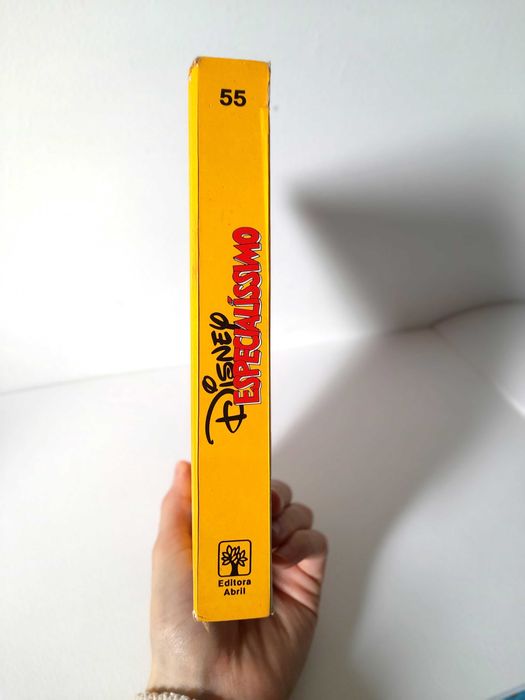 55
Disney
ESPECIALÍSSIMO
Editora
Abril